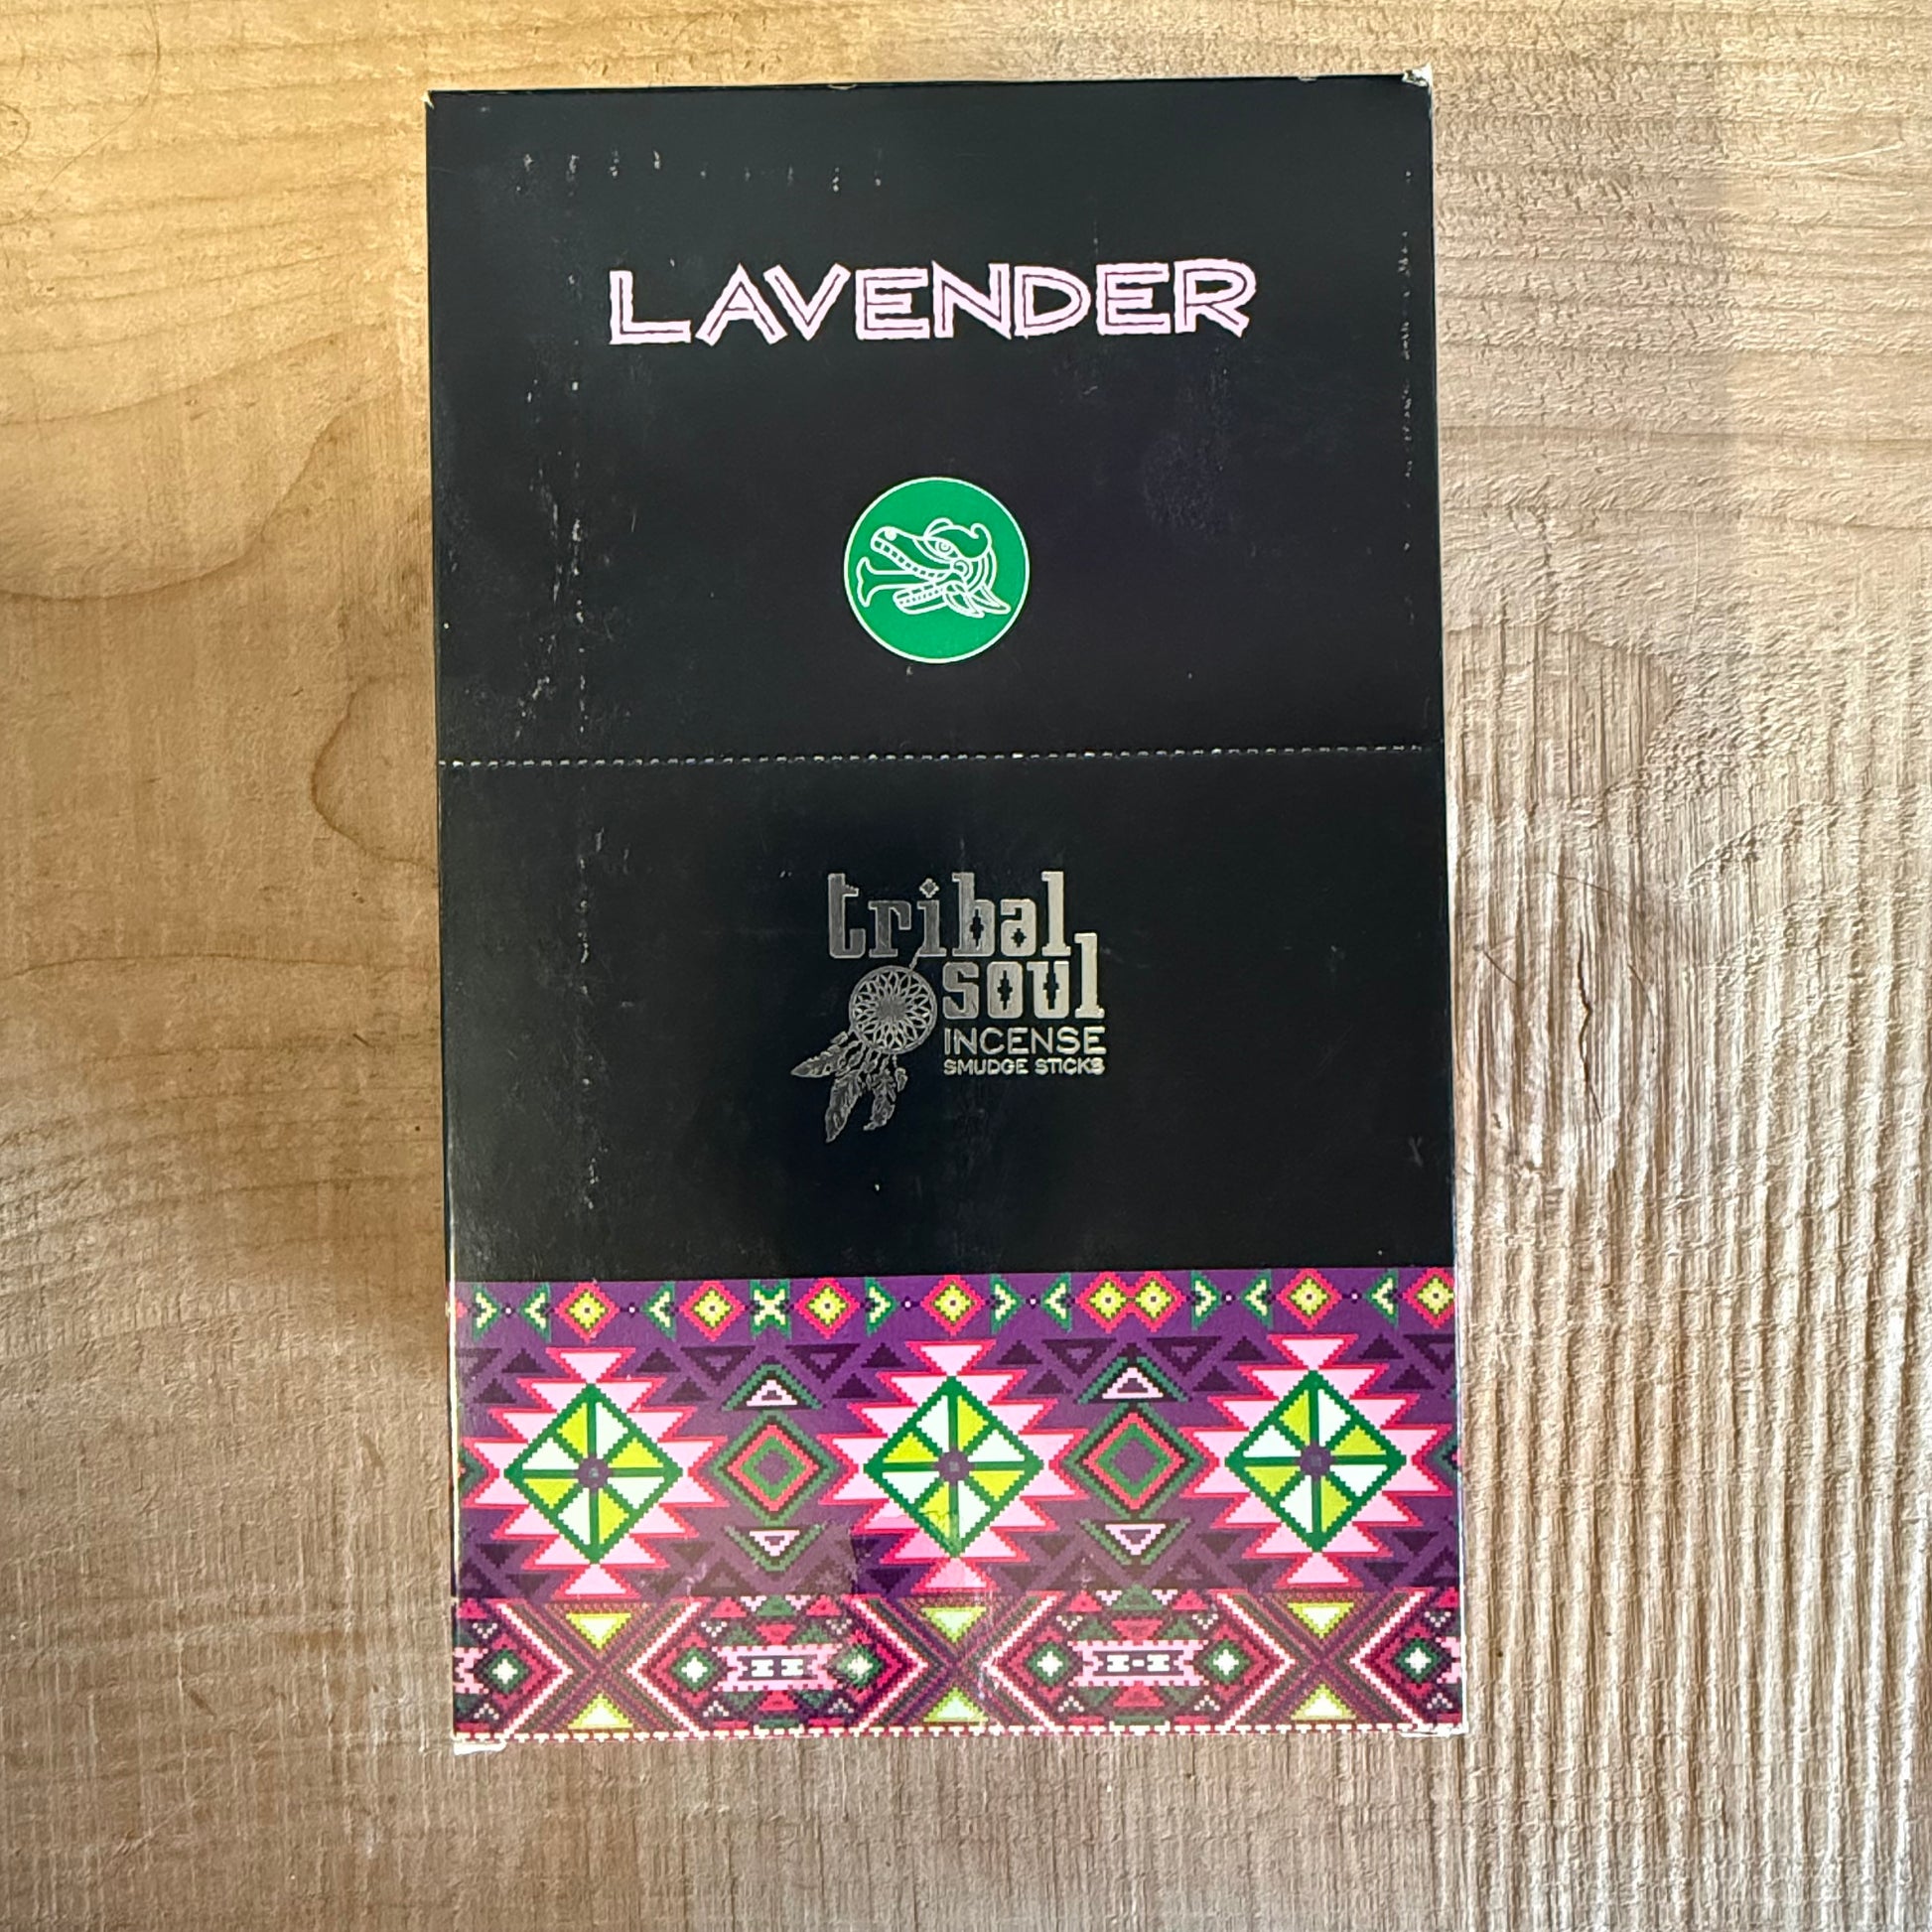 LAVENDER
tribal
soul
INCENSE
SMUDGE STICKS